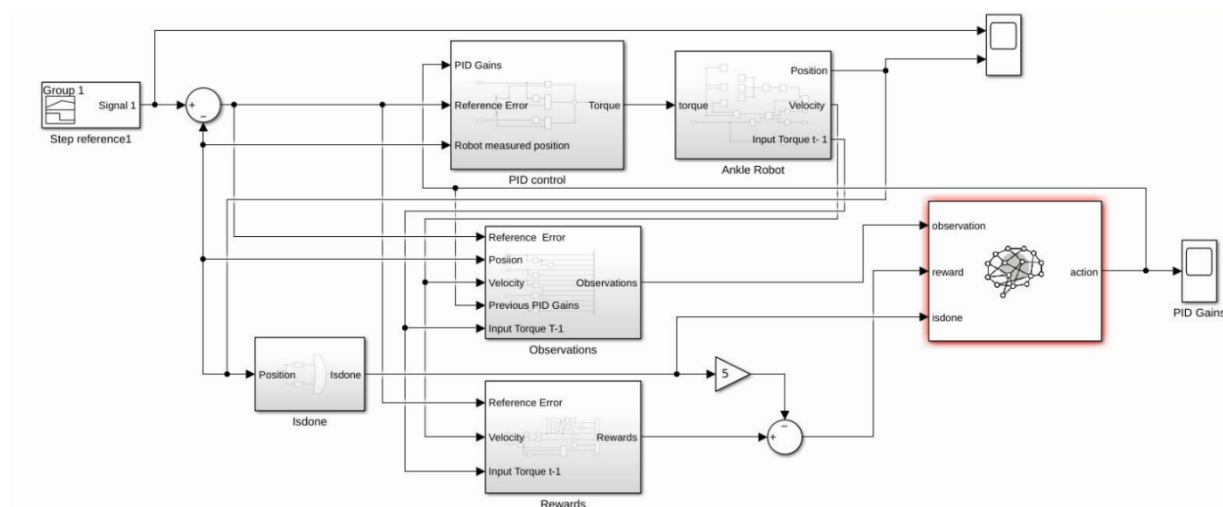 Group 1
Signal 1
Step reference1
+
−
PID Gains
Reference Error
Robot measured position
Torque
PID control
torque
Position
Velocity
Input Torque t- 1
Ankle Robot
Reference Error
Posiion
Velocity
Previous PID Gains
Input Torque T-1
Observations
Observations
observation
reward
isdone
action
PID Gains
Position
Isdone
Isdone
5
−
+
Reference Error
Velocity
Input Torque t-1
Rewards
Rewards